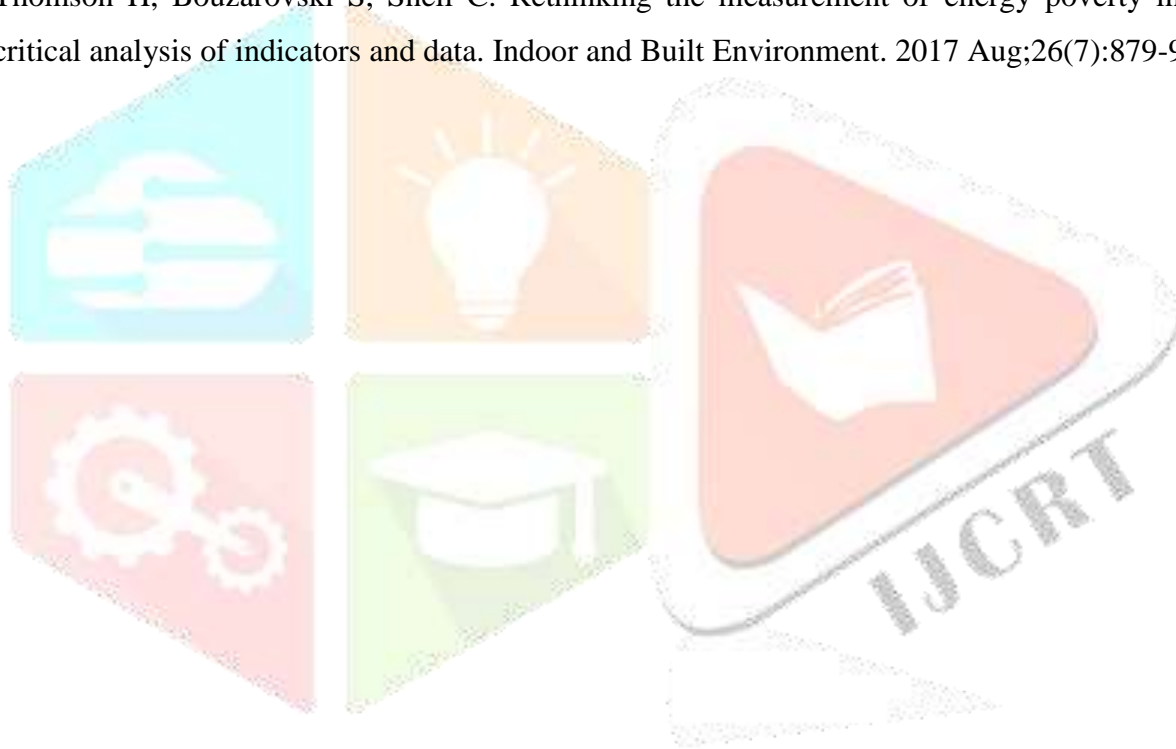 Thomson H, Bouzarovski S, Snell C. Rethinking the measurement of energy poverty in
critical analysis of indicators and data. Indoor and Built Environment. 2017 Aug;26(7):879-9
IJCRT